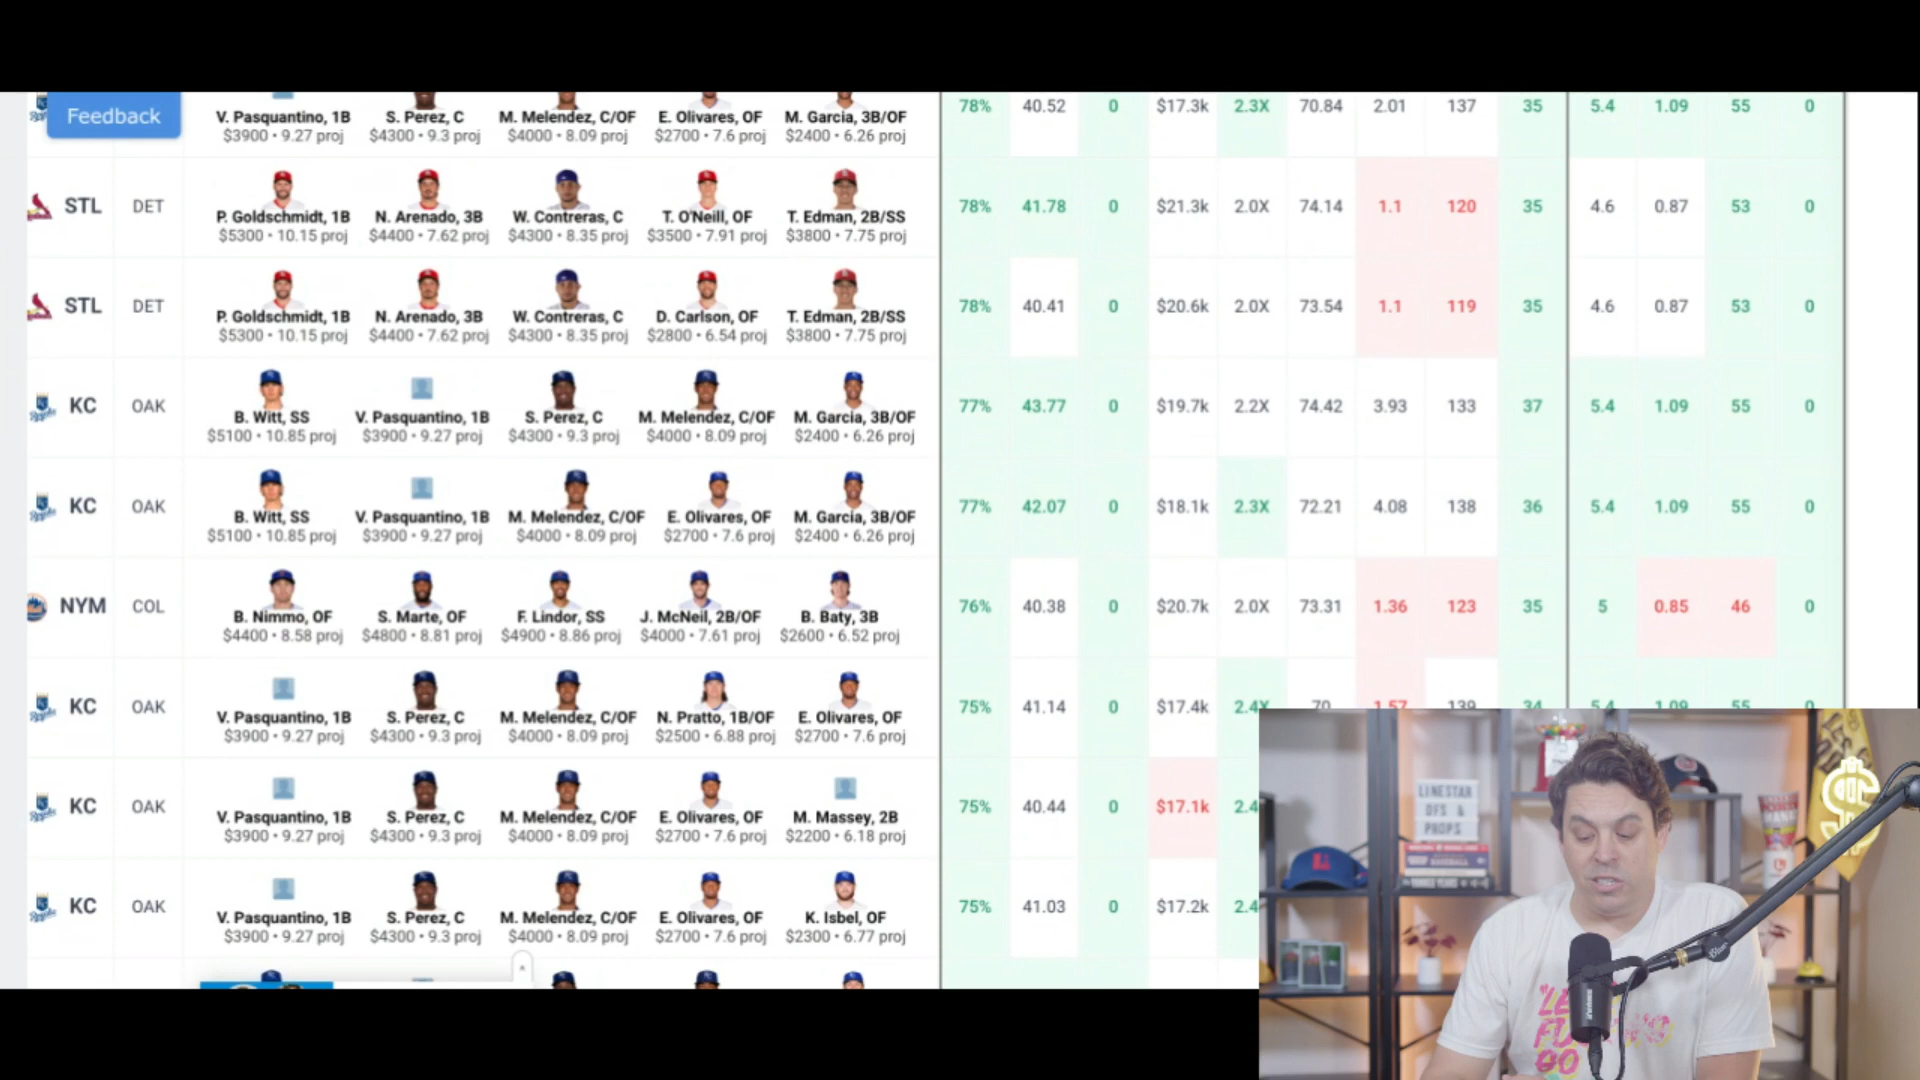 Feedback
V. Pasquantino, 1B S. Perez, C M. Melendez, C/OF E. Olivares, OF M. Garcia, 3B/OF 78% 40.52 0 $17.3k 2.3X 70.84 2.01 137 35 5.4 1.09 55 0
$3900 • 9.27 proj $4300 • 9.3 proj $4000 • 8.09 proj $2700 • 7.6 proj $2400 • 6.26 proj
STL DET P. Goldschmidt, 1B N. Arenado, 3B W. Contreras, C T. O'Neill, OF T. Edman, 2B/SS 78% 41.78 0 $21.3k 2.0X 74.14 1.1 120 35 4.6 0.87 53 0
$5300 • 10.15 proj $4400 • 7.62 proj $4300 • 8.35 proj $3500 • 7.91 proj $3800 • 7.75 proj
STL DET P. Goldschmidt, 1B N. Arenado, 3B W. Contreras, C D. Carlson, OF T. Edman, 2B/SS 78% 40.41 0 $20.6k 2.0X 73.54 1.1 119 35 4.6 0.87 53 0
$5300 • 10.15 proj $4400 • 7.62 proj $4300 • 8.35 proj $2800 • 6.54 proj $3800 • 7.75 proj
KC OAK B. Witt, SS V. Pasquantino, 1B S. Perez, C M. Melendez, C/OF M. Garcia, 3B/OF 77% 43.77 0 $19.7k 2.2X 74.42 3.93 133 37 5.4 1.09 55 0
$5100 • 10.85 proj $3900 • 9.27 proj $4300 • 9.3 proj $4000 • 8.09 proj $2400 • 6.26 proj
KC OAK B. Witt, SS V. Pasquantino, 1B M. Melendez, C/OF E. Olivares, OF M. Garcia, 3B/OF 77% 42.07 0 $18.1k 2.3X 72.21 4.08 138 36 5.4 1.09 55 0
$5100 • 10.85 proj $3900 • 9.27 proj $4000 • 8.09 proj $2700 • 7.6 proj $2400 • 6.26 proj
NYM COL B. Nimmo, OF S. Marte, OF F. Lindor, SS J. McNeil, 2B/OF B. Baty, 3B 76% 40.38 0 $20.7k 2.0X 73.31 1.36 123 35 5 0.85 46 0
$4400 • 8.58 proj $4800 • 8.81 proj $4900 • 8.86 proj $4000 • 7.61 proj $2600 • 6.52 proj
KC OAK V. Pasquantino, 1B S. Perez, C M. Melendez, C/OF N. Pratto, 1B/OF E. Olivares, OF 75% 41.14 0 $17.4k 2.4X 70 1.57 139 34 5.4 1.09 55 0
$3900 • 9.27 proj $4300 • 9.3 proj $4000 • 8.09 proj $2500 • 6.88 proj $2700 • 7.6 proj
KC OAK V. Pasquantino, 1B S. Perez, C M. Melendez, C/OF E. Olivares, OF M. Massey, 2B 75% 40.44 0 $17.1k 2.4
$3900 • 9.27 proj $4300 • 9.3 proj $4000 • 8.09 proj $2700 • 7.6 proj $2200 • 6.18 proj
KC OAK V. Pasquantino, 1B S. Perez, C M. Melendez, C/OF E. Olivares, OF K. Isbel, OF 75% 41.03 0 $17.2k 2.4
$3900 • 9.27 proj $4300 • 9.3 proj $4000 • 8.09 proj $2700 • 7.6 proj $2300 • 6.77 proj
LINESTAR
DFS &
PROPS